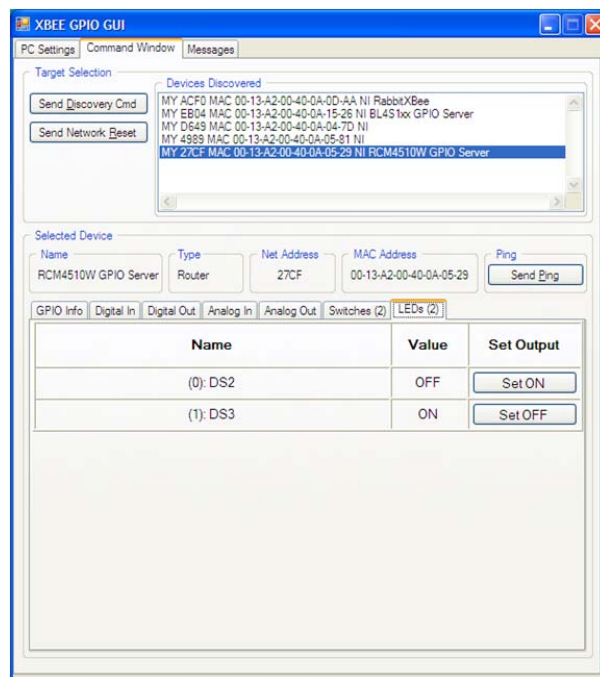 XBEE GPIO GUI
PC Settings Command Window Messages
Target Selection
Send Discovery Cmd
Send Network Reset
Devices Discovered
MY ACF0 MAC 00-13-A2-00-40-0A-0D-AA NI RabbitXBee
MY EB04 MAC 00-13-A2-00-40-0A-15-26 NI BL4S1xx GPIO Server
MY D649 MAC 00-13-A2-00-40-0A-04-7D NI
MY 4989 MAC 00-13-A2-00-40-0A-05-81 NI
MY 27CF MAC 00-13-A2-00-40-0A-05-29 NI RCM4510W GPIO Server
Selected Device
Name Type Net Address MAC Address Ping
RCM4510W GPIO Server Router 27CF 00-13-A2-00-40-0A-05-29 Send Ping
GPIO Info Digital In Digital Out Analog In Analog Out Switches (2) LEDs (2)
Name Value Set Output
(0): DS2 OFF Set ON
(1): DS3 ON Set OFF